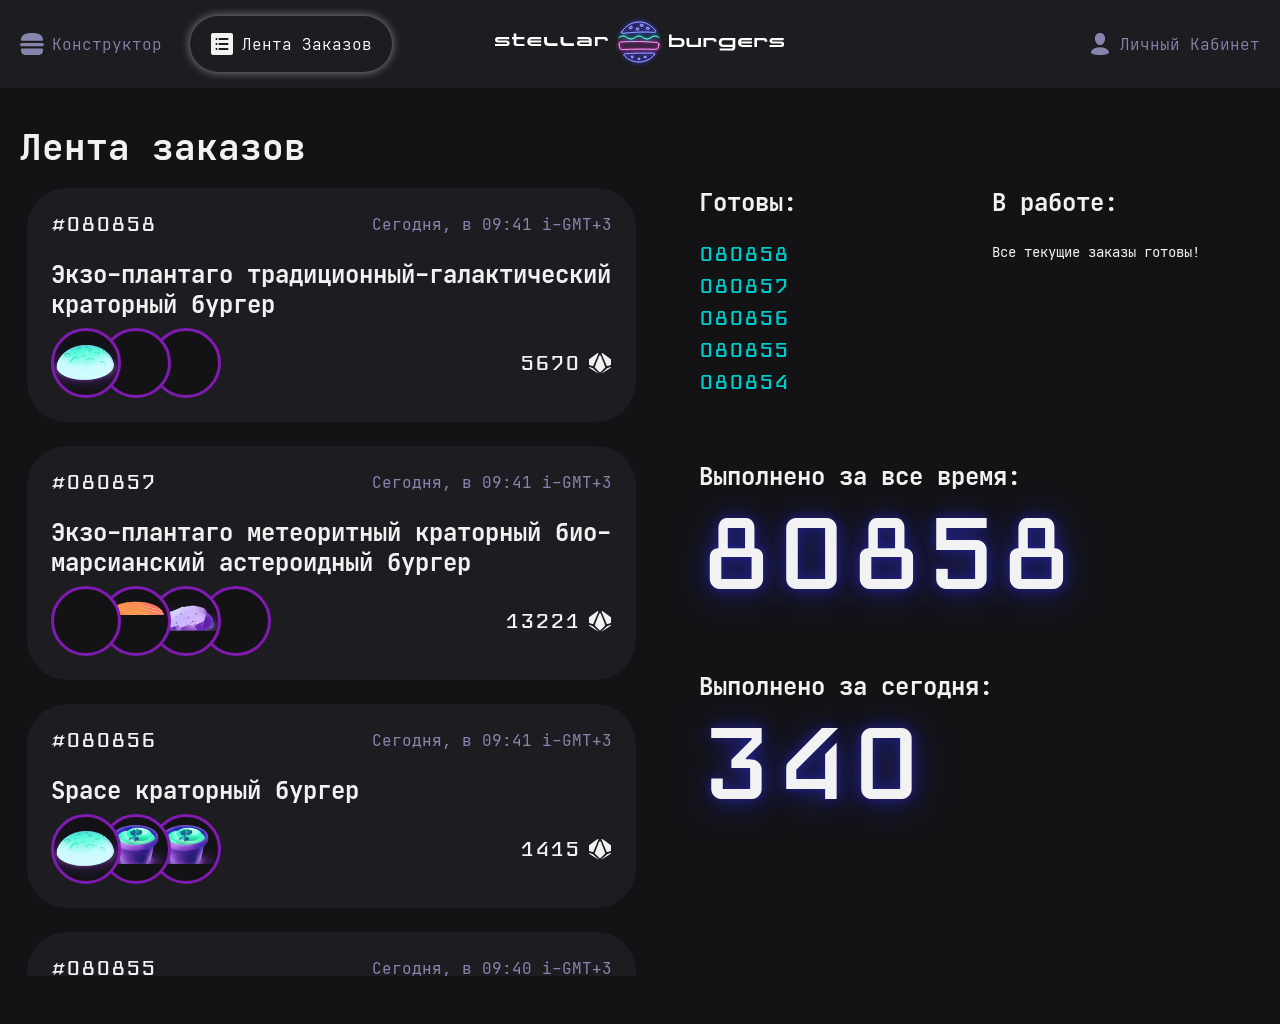 Конструктор
Лента Заказов
stellar burgers
Личный Кабинет
Лента заказов
#080858
Сегодня, в 09:41 i-GMT+3
Экзо-плантаго традиционный-галактический
краторный бургер
5670
#080857
Сегодня, в 09:41 i-GMT+3
Экзо-плантаго метеоритный краторный био-
марсианский астероидный бургер
13221
#080856
Сегодня, в 09:41 i-GMT+3
Space краторный бургер
1415
#080855
Сегодня, в 09:40 i-GMT+3
Готовы:
080858
080857
080856
080855
080854
В работе:
Все текущие заказы готовы!
Выполнено за все время:
80858
Выполнено за сегодня:
340